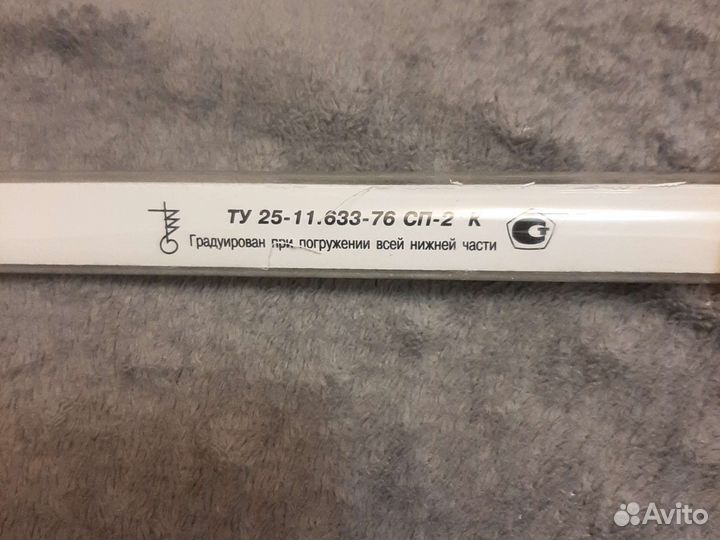 ТУ 25-11.633-76 СП-2 К
Градуирован при погружении всей нижней части
Avito